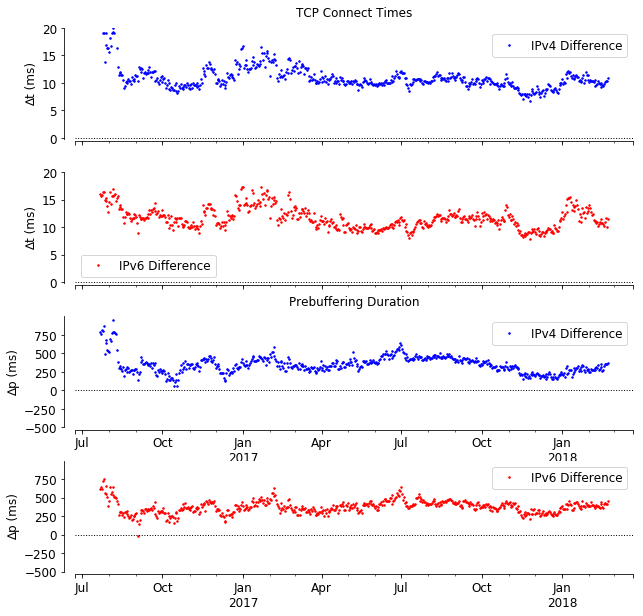 TCP Connect Times
20
15
10
5
0
Δt (ms)
IPv4 Difference
20
15
10
5
0
Δt (ms)
IPv6 Difference
Prebuffering Duration
750
500
250
0
−250
−500
Δp (ms)
IPv4 Difference
Jul Oct Jan Apr Jul Oct Jan
2017 2018
750
500
250
0
−250
−500
Δp (ms)
IPv6 Difference
Jul Oct Jan Apr Jul Oct Jan
2017 2018